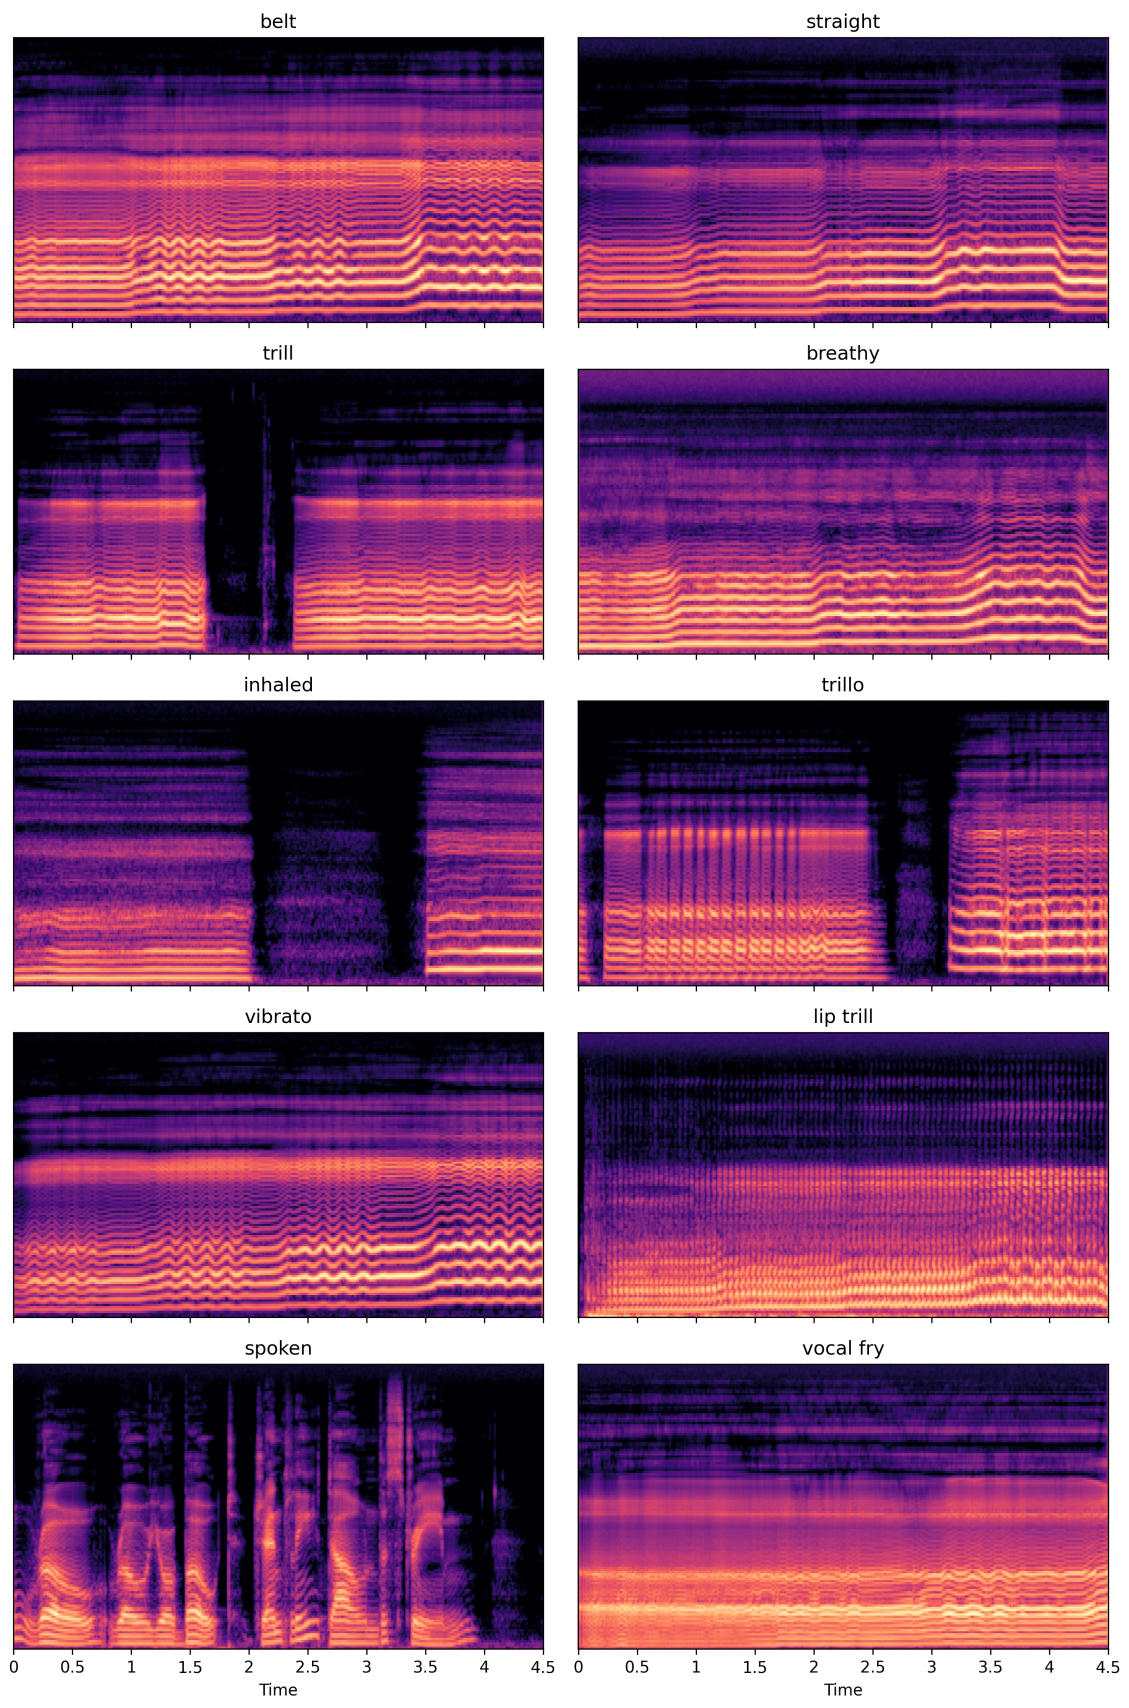 belt
straight
trill
breathy
inhaled
trillo
vibrato
lip trill
spoken
vocal fry
0 0.5 1 1.5 2 2.5 3 3.5 4 4.5
0 0.5 1 1.5 2 2.5 3 3.5 4 4.5
Time
Time